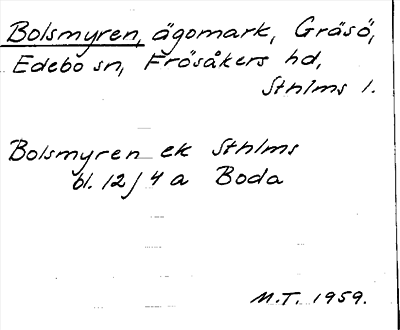 Bolsmyren, ägomark, Gräsö,
Edebo sn, Frösåkers hd,
Sthlms l.
Bolsmyren ek Sthlms
bl. 12 j 4 a Boda
M.T. 1959.